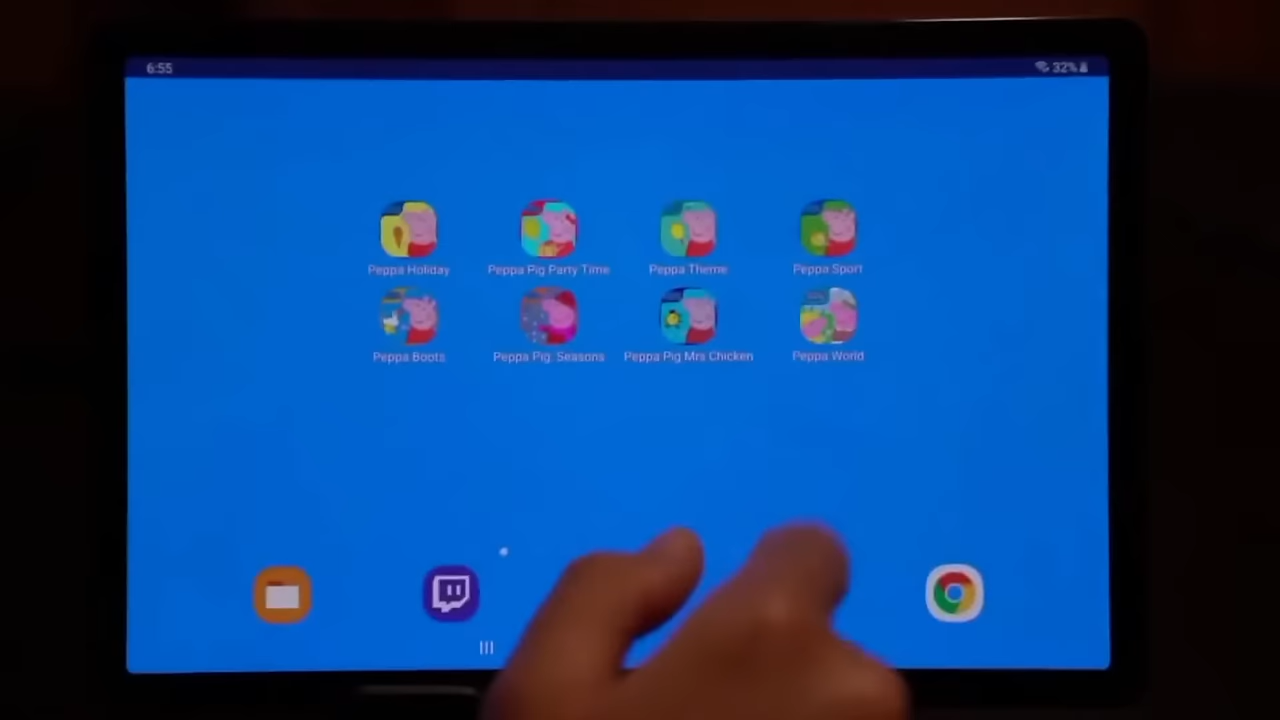 6:55 32%
Peppa Holiday Peppa Pig Party Time Peppa Theme Peppa Sport
Peppa Boots Peppa Pig: Seasons Peppa Pig Mrs Chicken Peppa World